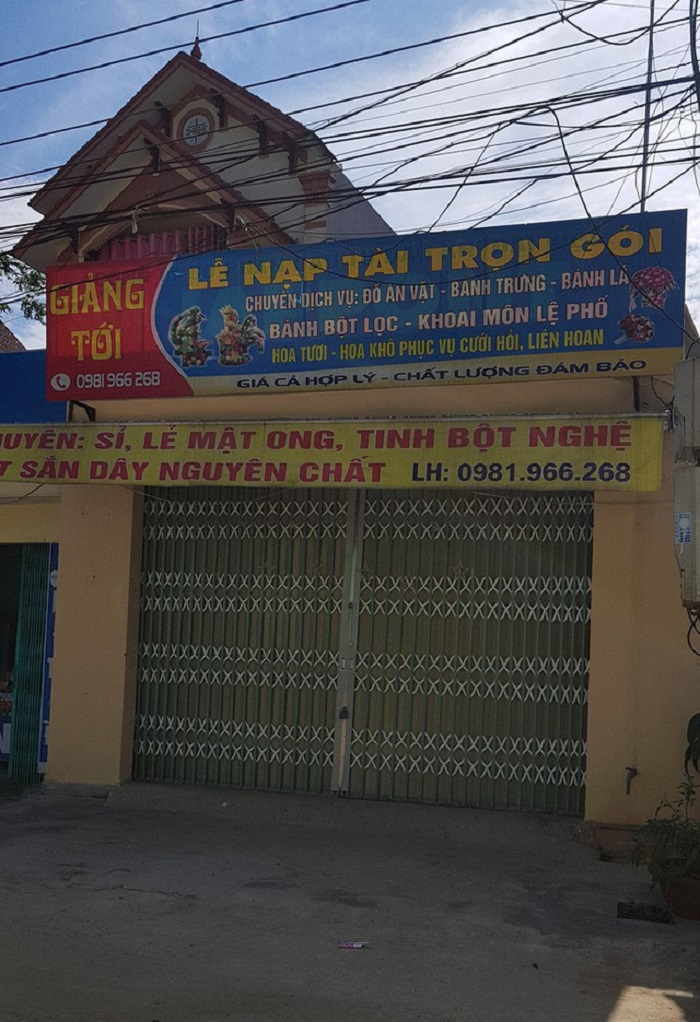 GIẢNG
TỚI
0981 966 268
LỄ NẠP TÀI TRỌN GÓI
CHUYÊN DỊCH VỤ: ĐỒ ĂN VẶT - BÁNH TRƯNG - BÁNH LÁ
BÁNH BỘT LỌC - KHOAI MÔN LỆ PHỐ
HOA TƯƠI - HOA KHÔ PHỤC VỤ CƯỚI HỎI, LIÊN HOAN
GIÁ CẢ HỢP LÝ - CHẤT LƯỢNG ĐẢM BẢO
HUYÊN: SỈ, LẺ MẬT ONG, TINH BỘT NGHỆ
T SẮN DÂY NGUYÊN CHẤT LH: 0981.966.268